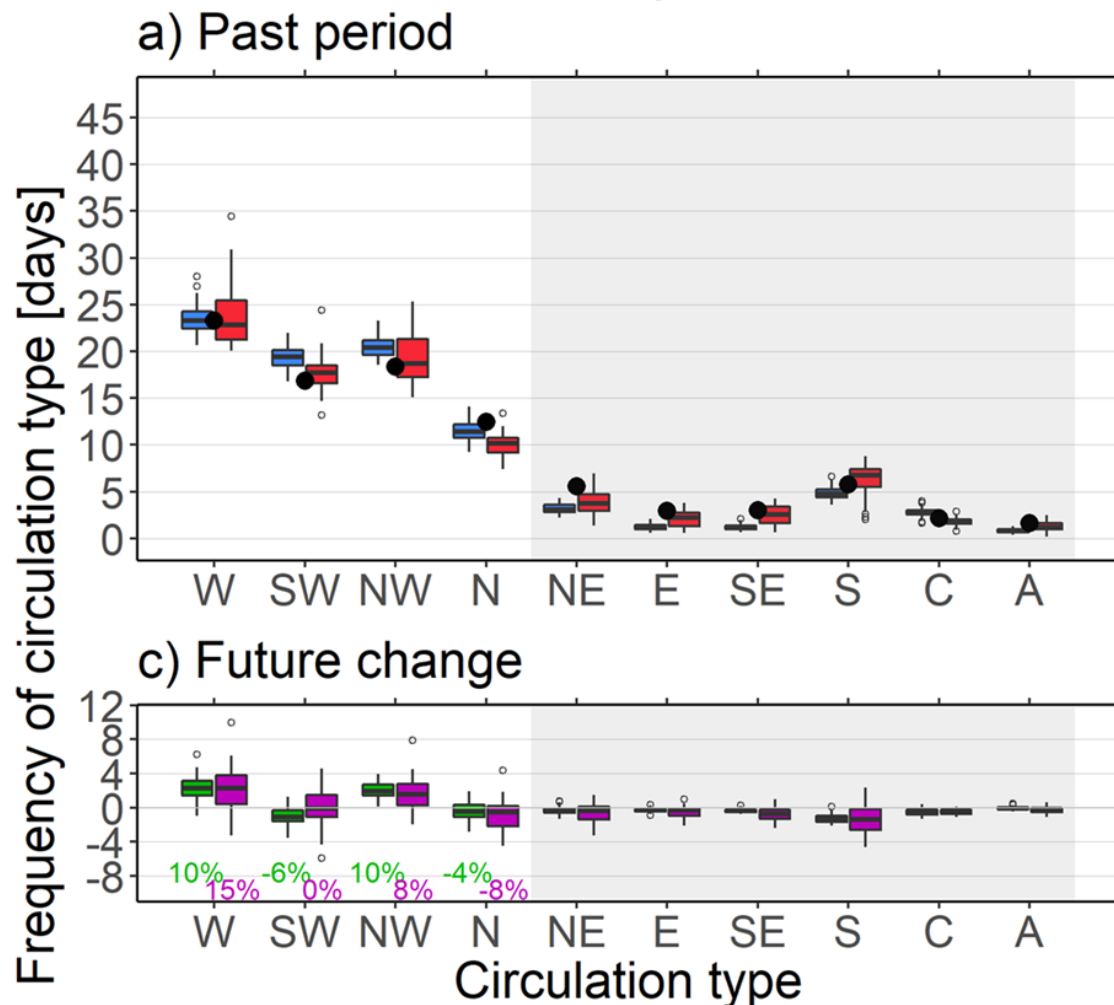 a) Past period
Frequency of circulation type [days]
45
40
35
30
25
20
15
10
5
0
W SW NW N NE E SE S C A
c) Future change
12
8
4
0
-4
-8
10% -6% 10% -4%
15% 0% 8% -8%
W SW NW N NE E SE S C A
Circulation type